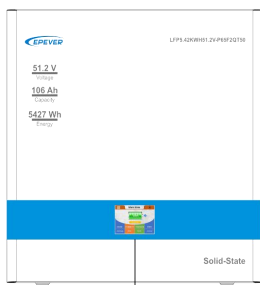 EPEVER
LFP5.42KWH51.2V-P65F2QT50
51.2 V
Voltage
106 Ah
Capacity
5427 Wh
Energy
Solid-State